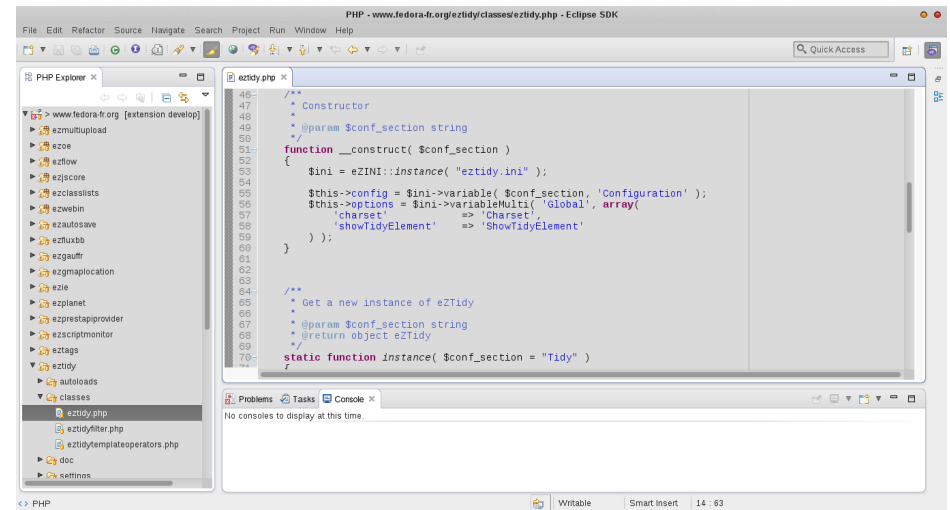 PHP - www.fedora-fr.org/eztidy/classes/eztidy.php - Eclipse SDK
File Edit Refactor Source Navigate Search Project Run Window Help
Quick Access
PHP Explorer
> www.fedora-fr.org [extension develop]
ezmultiupload
ezoe
ezflow
ezjscore
ezclasslists
ezwebin
ezautosave
ezfluxbb
ezgauffr
ezgmaplocation
ezie
ezplanet
ezprestapiprovider
ezscriptmonitor
eztags
eztidy
autoloads
classes
eztidy.php
eztidyfilter.php
eztidytemplateoperators.php
doc
settings
eztidy.php
46 /**
47 * Constructor
48 *
49 * @param $conf_section string
50 */
51 function __construct( $conf_section )
52 {
53 $ini = eZINI::instance( "eztidy.ini" );
54
55 $this->config = $ini->variable( $conf_section, 'Configuration' );
56 $this->options = $ini->variableMulti( 'Global', array(
57 'charset' => 'Charset',
58 'showTidyElement' => 'ShowTidyElement'
59 ) );
60 }
61
62
63
64 /**
65 * Get a new instance of eZTidy
66 *
67 * @param $conf_section string
68 * @return object eZTidy
69 */
70 static function instance( $conf_section = "Tidy" )
71 {
Problems Tasks Console
No consoles to display at this time.
PHP
Writable Smart Insert 14 : 63